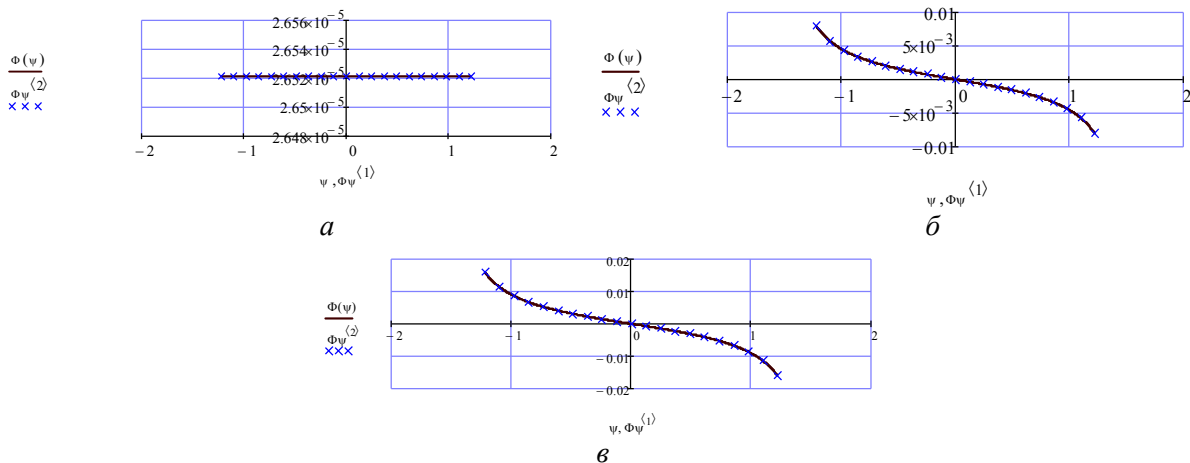 2.656×10⁻⁵
2.654×10⁻⁵
2.652×10⁻⁵
2.65×10⁻⁵
2.648×10⁻⁵
Φ(ψ)
Φψ⟨2⟩
×××
−2 −1 0 1 2
ψ , Φψ⟨1⟩
а
0.01
5×10⁻³
−5×10⁻³
−0.01
Φ(ψ)
Φψ⟨2⟩
×××
−2 −1 0 1 2
ψ , Φψ⟨1⟩
б
0.02
0.01
−0.01
−0.02
Φ(ψ)
Φψ⟨2⟩
×××
−2 −1 0 1 2
ψ, Φψ⟨1⟩
в